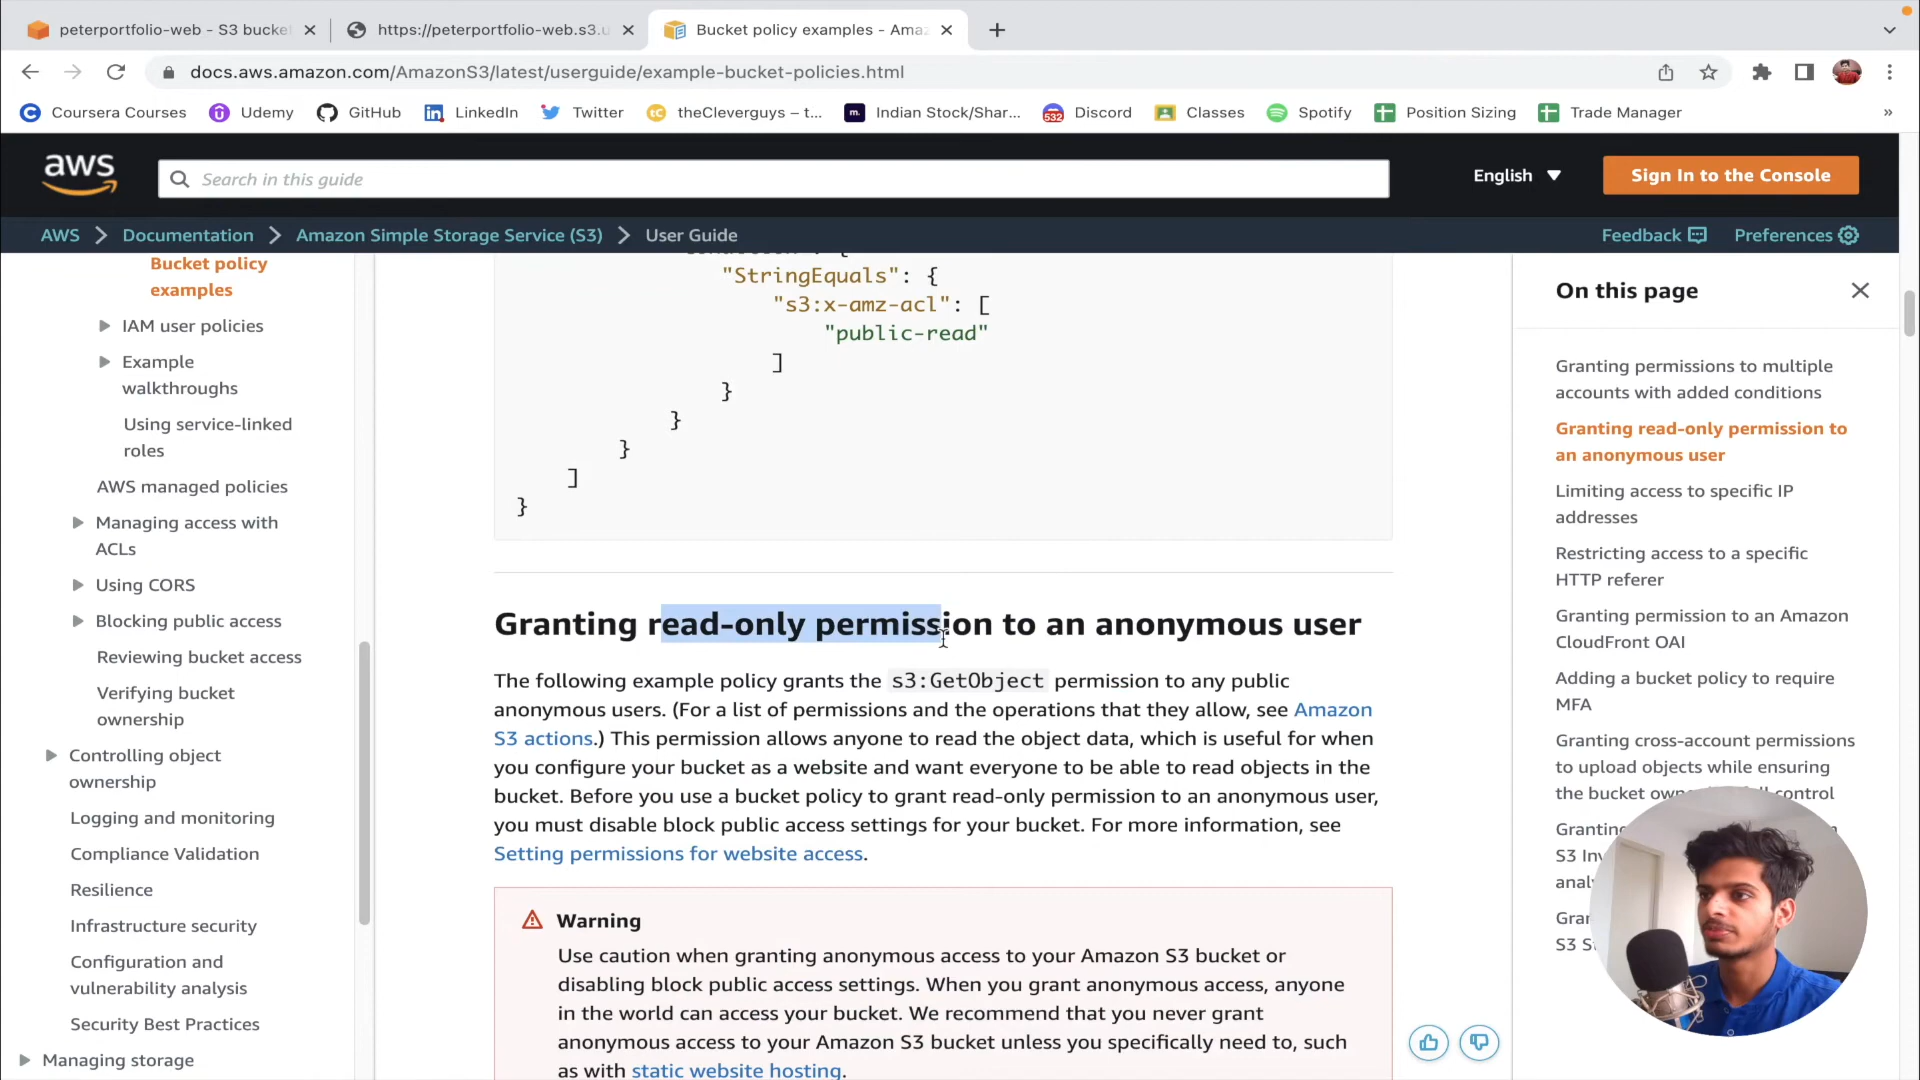 peterportfolio-web - S3 bucke
https://peterportfolio-web.s3.u
Bucket policy examples - Ama
docs.aws.amazon.com/AmazonS3/latest/userguide/example-bucket-policies.html
Coursera Courses
Udemy
GitHub
LinkedIn
Twitter
theCleverguys – t...
Indian Stock/Shar...
532
Discord
Classes
Spotify
Position Sizing
Trade Manager
»
aws
Search in this guide
English
Sign In to the Console
AWS
Documentation
Amazon Simple Storage Service (S3)
User Guide
Feedback
Preferences
Bucket policy
examples
IAM user policies
Example
walkthroughs
Using service-linked
roles
AWS managed policies
Managing access with
ACLs
Using CORS
Blocking public access
Reviewing bucket access
Verifying bucket
ownership
Controlling object
ownership
Logging and monitoring
Compliance Validation
Resilience
Infrastructure security
Configuration and
vulnerability analysis
Security Best Practices
Managing storage
"StringEquals": {
"s3:x-amz-acl": [
"public-read"
]
}
}
}
]
}
Granting read-only permission to an anonymous user
The following example policy grants the s3:GetObject permission to any public
anonymous users. (For a list of permissions and the operations that they allow, see Amazon
S3 actions.) This permission allows anyone to read the object data, which is useful for when
you configure your bucket as a website and want everyone to be able to read objects in the
bucket. Before you use a bucket policy to grant read-only permission to an anonymous user,
you must disable block public access settings for your bucket. For more information, see
Setting permissions for website access.
Warning
Use caution when granting anonymous access to your Amazon S3 bucket or
disabling block public access settings. When you grant anonymous access, anyone
in the world can access your bucket. We recommend that you never grant
anonymous access to your Amazon S3 bucket unless you specifically need to, such
as with static website hosting.
On this page
Granting permissions to multiple
accounts with added conditions
Granting read-only permission to
an anonymous user
Limiting access to specific IP
addresses
Restricting access to a specific
HTTP referer
Granting permission to an Amazon
CloudFront OAI
Adding a bucket policy to require
MFA
Granting cross-account permissions
to upload objects while ensuring
the bucket control
S3
S3